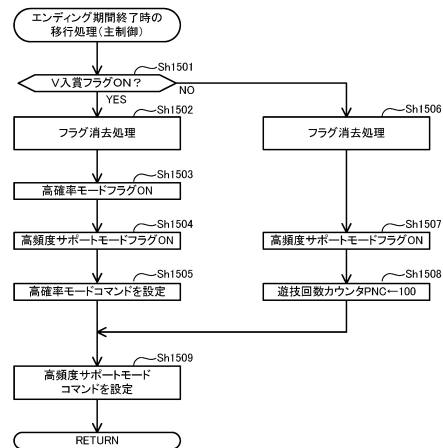 エンディング期間終了時の
移行処理(主制御)
Sh1501
V入賞フラグON?
NO
YES
Sh1502
フラグ消去処理
Sh1506
フラグ消去処理
Sh1503
高確率モードフラグON
Sh1504
高頻度サポートモードフラグON
Sh1507
高頻度サポートモードフラグON
Sh1505
高確率モードコマンドを設定
Sh1508
遊技回数カウンタPNC←100
Sh1509
高頻度サポートモード
コマンドを設定
RETURN